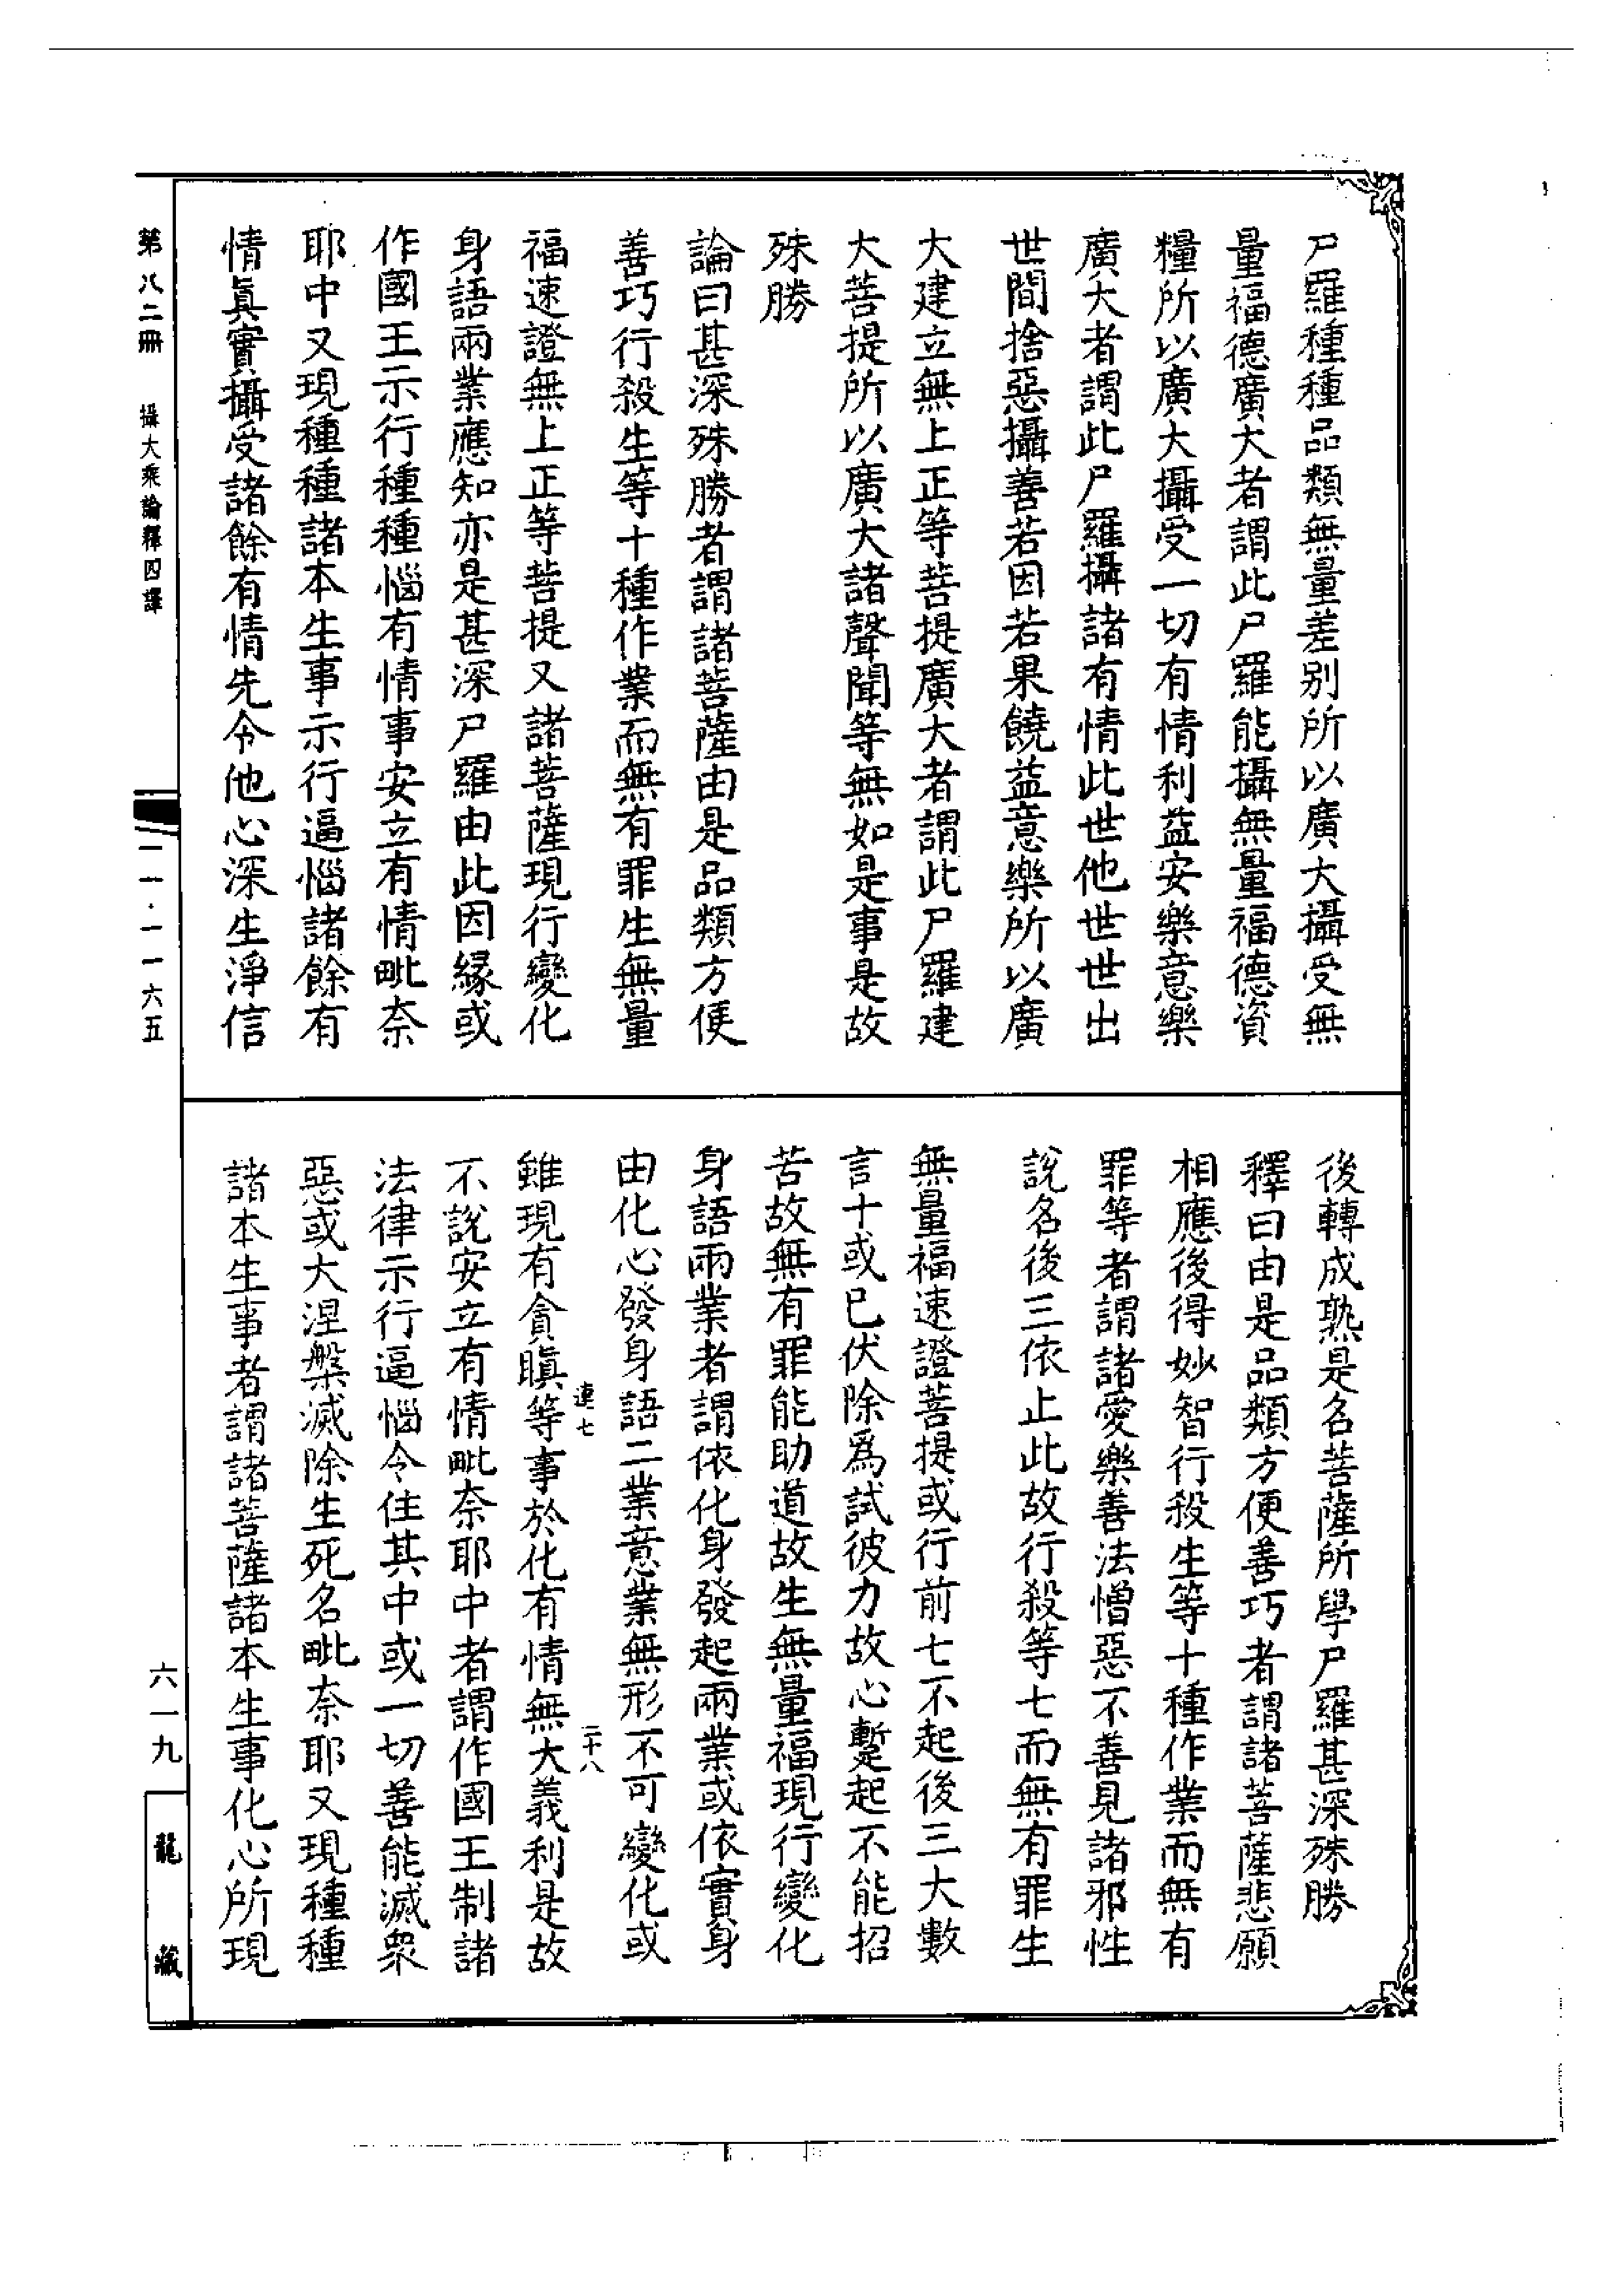 尸羅種種品類無量差别所以廣大攝受無
量福德廣大者謂此尸羅能攝無量福德資
糧所以廣大攝受一切有情利益安樂意樂
廣大者謂此尸羅攝諸有情此世他世世出
世間捨惡攝善若因若果饒益意樂所以廣
大建立無上正等菩提廣大者謂此尸羅建
大菩提所以廣大諸聲聞等無如是事是故
殊勝
論曰甚深殊勝者謂諸菩薩由是品類方便
善巧行殺生等十種作業而無有罪生無量
福速證無上正等菩提又諸菩薩現行變化
身語兩業應知亦是甚深尸羅由此因緣或
作國王示行種種惱有情事安立有情毗奈
耶中又現種種諸本生事示行逼惱諸餘有
情真實攝受諸餘有情先令他心深生淨信
後轉成熟是名菩薩所學尸羅甚深殊勝
釋曰由是品類方便善巧者謂諸菩薩悲願
相應後得妙智行殺生等十種作業而無有
罪等者謂諸愛樂善法憎惡不善見諸邪性
說名後三依止此故行殺等七而無有罪生
無量福速證菩提或行前七不起後三大數
言十或已伏除為試彼力故心蹔起不能招
苦故無有罪能助道故生無量福現行變化
身語兩業者謂依化身發起兩業或依實身
由化心發身語二業意業無形不可變化或
連七 二十八
雖現有貪瞋等事於化有情無大義利是故
不說安立有情毗奈耶中者謂作國王制諸
法律示行逼惱令住其中或一切善能滅衆
惡或大涅槃滅除生死名毗奈耶又現種種
諸本生事者謂諸菩薩諸本生事化心所現
第八二冊 攝大乘論釋四譯
一一·一一六五
六一九
龍藏